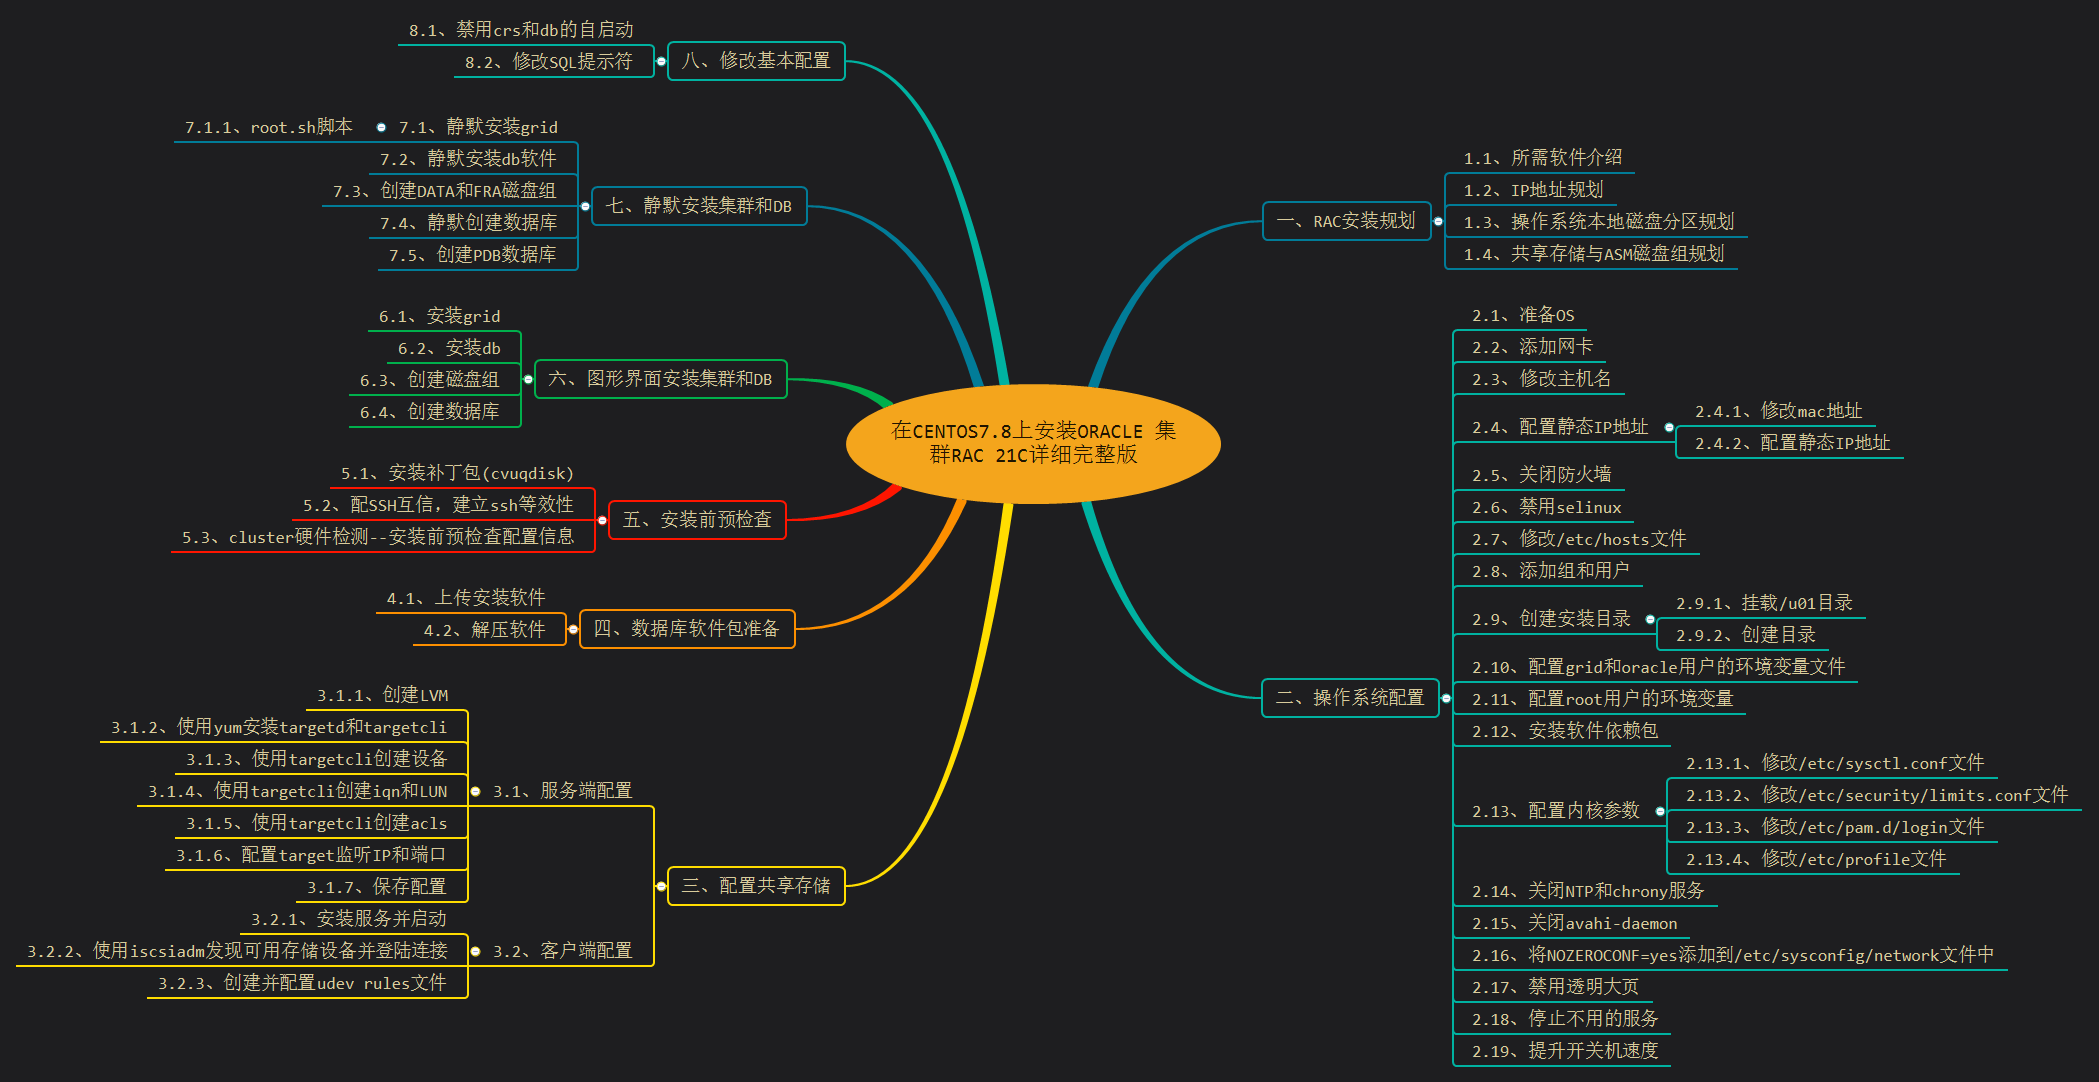 在CENTOS7.8上安装ORACLE 集
群RAC 21C详细完整版
一、RAC安装规划
1.1、所需软件介绍
1.2、IP地址规划
1.3、操作系统本地磁盘分区规划
1.4、共享存储与ASM磁盘组规划
二、操作系统配置
2.1、准备OS
2.2、添加网卡
2.3、修改主机名
2.4、配置静态IP地址
2.4.1、修改mac地址
2.4.2、配置静态IP地址
2.5、关闭防火墙
2.6、禁用selinux
2.7、修改/etc/hosts文件
2.8、添加组和用户
2.9、创建安装目录
2.9.1、挂载/u01目录
2.9.2、创建目录
2.10、配置grid和oracle用户的环境变量文件
2.11、配置root用户的环境变量
2.12、安装软件依赖包
2.13、配置内核参数
2.13.1、修改/etc/sysctl.conf文件
2.13.2、修改/etc/security/limits.conf文件
2.13.3、修改/etc/pam.d/login文件
2.13.4、修改/etc/profile文件
2.14、关闭NTP和chrony服务
2.15、关闭avahi-daemon
2.16、将NOZEROCONF=yes添加到/etc/sysconfig/network文件中
2.17、禁用透明大页
2.18、停止不用的服务
2.19、提升开关机速度
三、配置共享存储
3.1、服务端配置
3.1.1、创建LVM
3.1.2、使用yum安装targetd和targetcli
3.1.3、使用targetcli创建设备
3.1.4、使用targetcli创建iqn和LUN
3.1.5、使用targetcli创建acls
3.1.6、配置target监听IP和端口
3.1.7、保存配置
3.2、客户端配置
3.2.1、安装服务并启动
3.2.2、使用iscsiadm发现可用存储设备并登陆连接
3.2.3、创建并配置udev rules文件
四、数据库软件包准备
4.1、上传安装软件
4.2、解压软件
五、安装前预检查
5.1、安装补丁包(cvuqdisk)
5.2、配SSH互信，建立ssh等效性
5.3、cluster硬件检测--安装前预检查配置信息
六、图形界面安装集群和DB
6.1、安装grid
6.2、安装db
6.3、创建磁盘组
6.4、创建数据库
七、静默安装集群和DB
7.1、静默安装grid
7.1.1、root.sh脚本
7.2、静默安装db软件
7.3、创建DATA和FRA磁盘组
7.4、静默创建数据库
7.5、创建PDB数据库
八、修改基本配置
8.1、禁用crs和db的自启动
8.2、修改SQL提示符